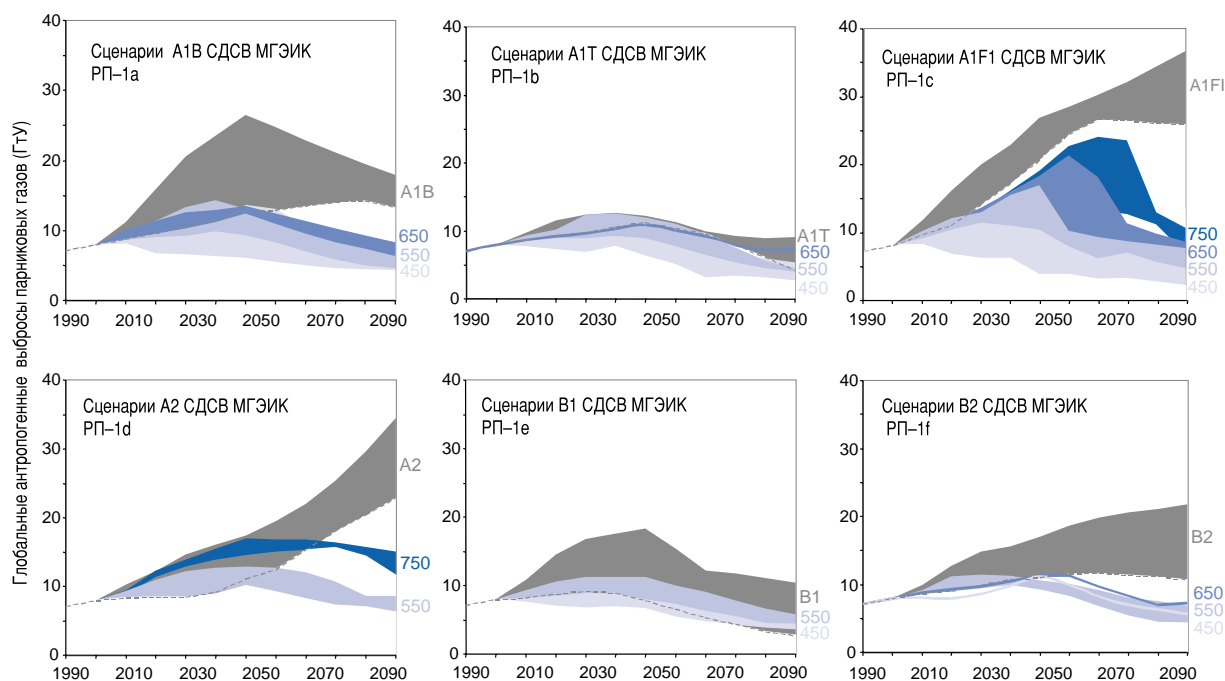 Глобальные антропогенные выбросы парниковых газов (ГтУ)
Сценарии A1B СДСВ МГЭИК
РП–1a
40
30
20
10
0
1990 2010 2030 2050 2070 2090
A1B
650
550
450
Сценарии A1T СДСВ МГЭИК
РП–1b
40
30
20
10
0
1990 2010 2030 2050 2070 2090
A1T
650
550
450
Сценарии A1F1 СДСВ МГЭИК
РП–1c
40
30
20
10
0
1990 2010 2030 2050 2070 2090
A1FI
750
650
550
450
Сценарии A2 СДСВ МГЭИК
РП–1d
40
30
20
10
0
1990 2010 2030 2050 2070 2090
A2
750
550
Сценарии B1 СДСВ МГЭИК
РП–1e
40
30
20
10
0
1990 2010 2030 2050 2070 2090
B1
550
450
Сценарии B2 СДСВ МГЭИК
РП–1f
40
30
20
10
0
1990 2010 2030 2050 2070 2090
B2
650
550
450